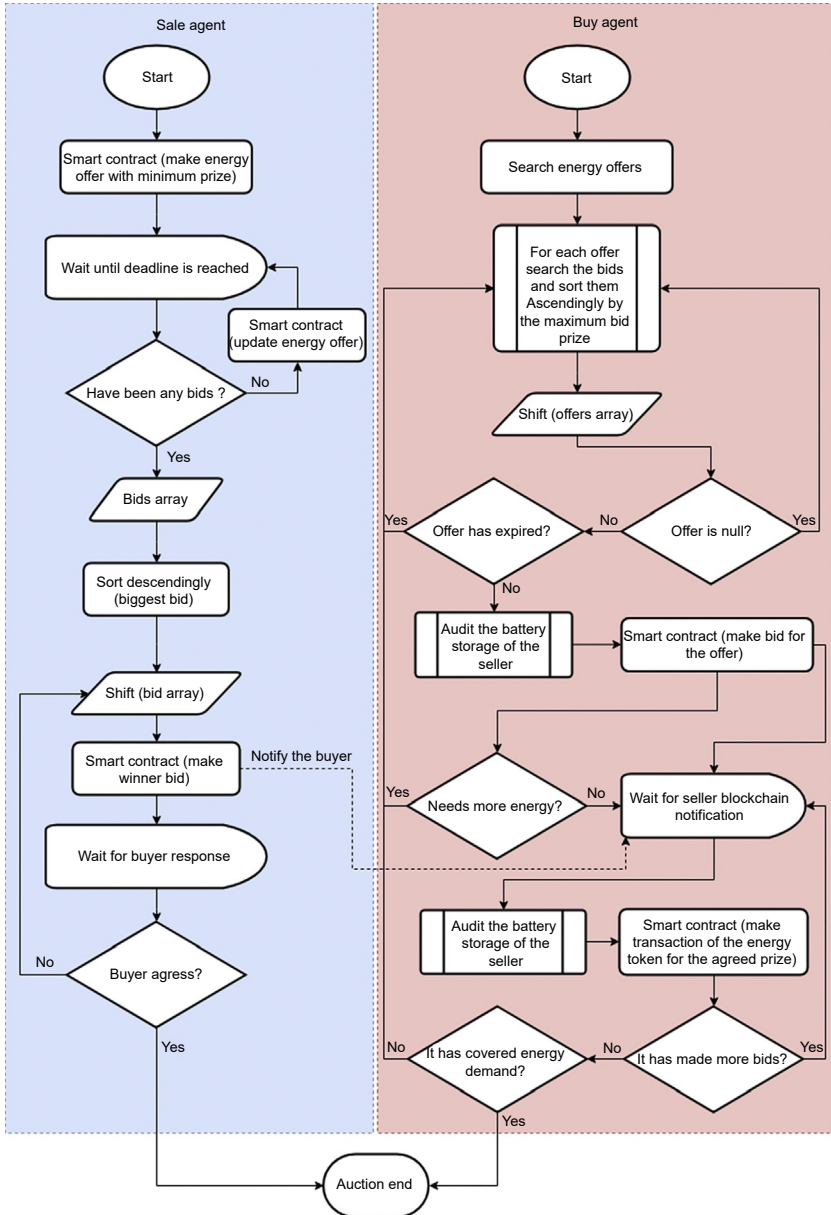 Sale agent
Start
Smart contract (make energy
offer with minimum prize)
Wait until deadline is reached
Smart contract
(update energy offer)
Have been any bids ?
No
Yes
Bids array
Sort descendingly
(biggest bid)
Shift (bid array)
Smart contract (make
winner bid)
Notify the buyer
Wait for buyer response
Buyer agress?
No
Yes
Buy agent
Start
Search energy offers
For each offer
search the bids
and sort them
Ascendingly by
the maximum bid
prize
Shift (offers array)
Offer is null?
Yes
No
Offer has expired?
Yes
No
Audit the battery
storage of the
seller
Smart contract (make bid for
the offer)
Needs more energy?
Yes
No
Wait for seller blockchain
notification
Audit the battery
storage of the
seller
Smart contract (make
transaction of the energy
token for the agreed prize)
It has made more bids?
Yes
No
It has covered energy
demand?
No
Yes
Auction end